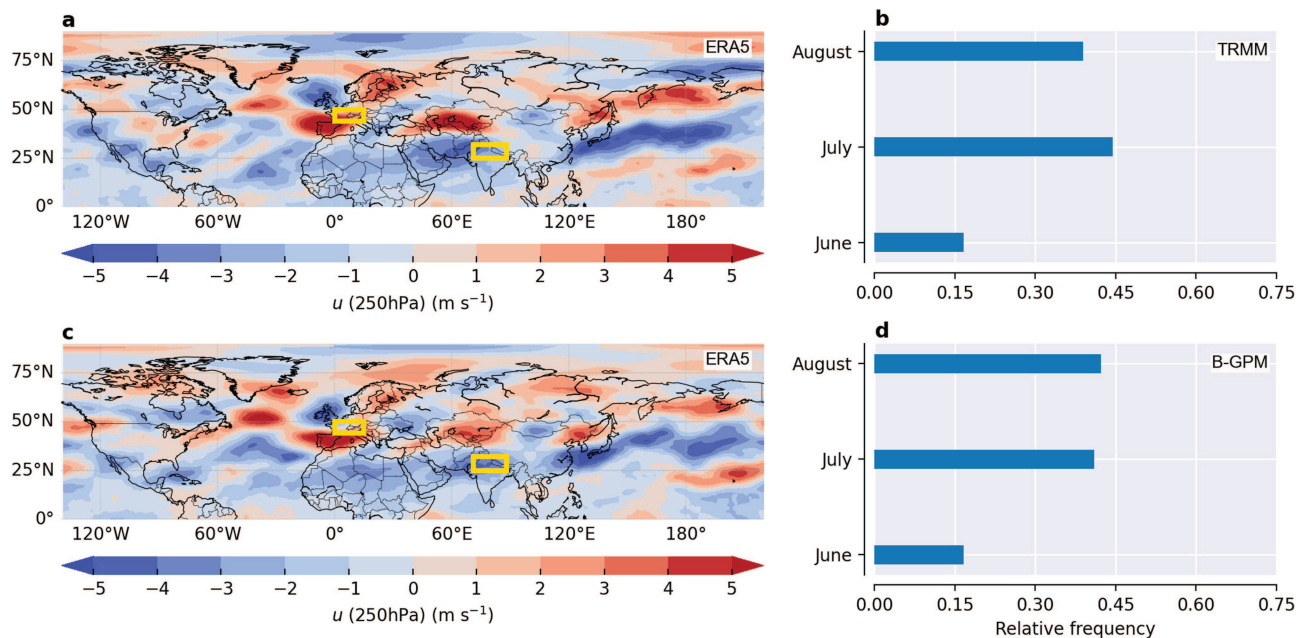 a
ERA5
75°N
50°N
25°N
0°
120°W 60°W 0° 60°E 120°E 180°
−5 −4 −3 −2 −1 0 1 2 3 4 5
u (250hPa) (m s⁻¹)
b
TRMM
August
July
June
0.00 0.15 0.30 0.45 0.60 0.75
c
ERA5
75°N
50°N
25°N
0°
120°W 60°W 0° 60°E 120°E 180°
−5 −4 −3 −2 −1 0 1 2 3 4 5
u (250hPa) (m s⁻¹)
d
B-GPM
August
July
June
0.00 0.15 0.30 0.45 0.60 0.75
Relative frequency